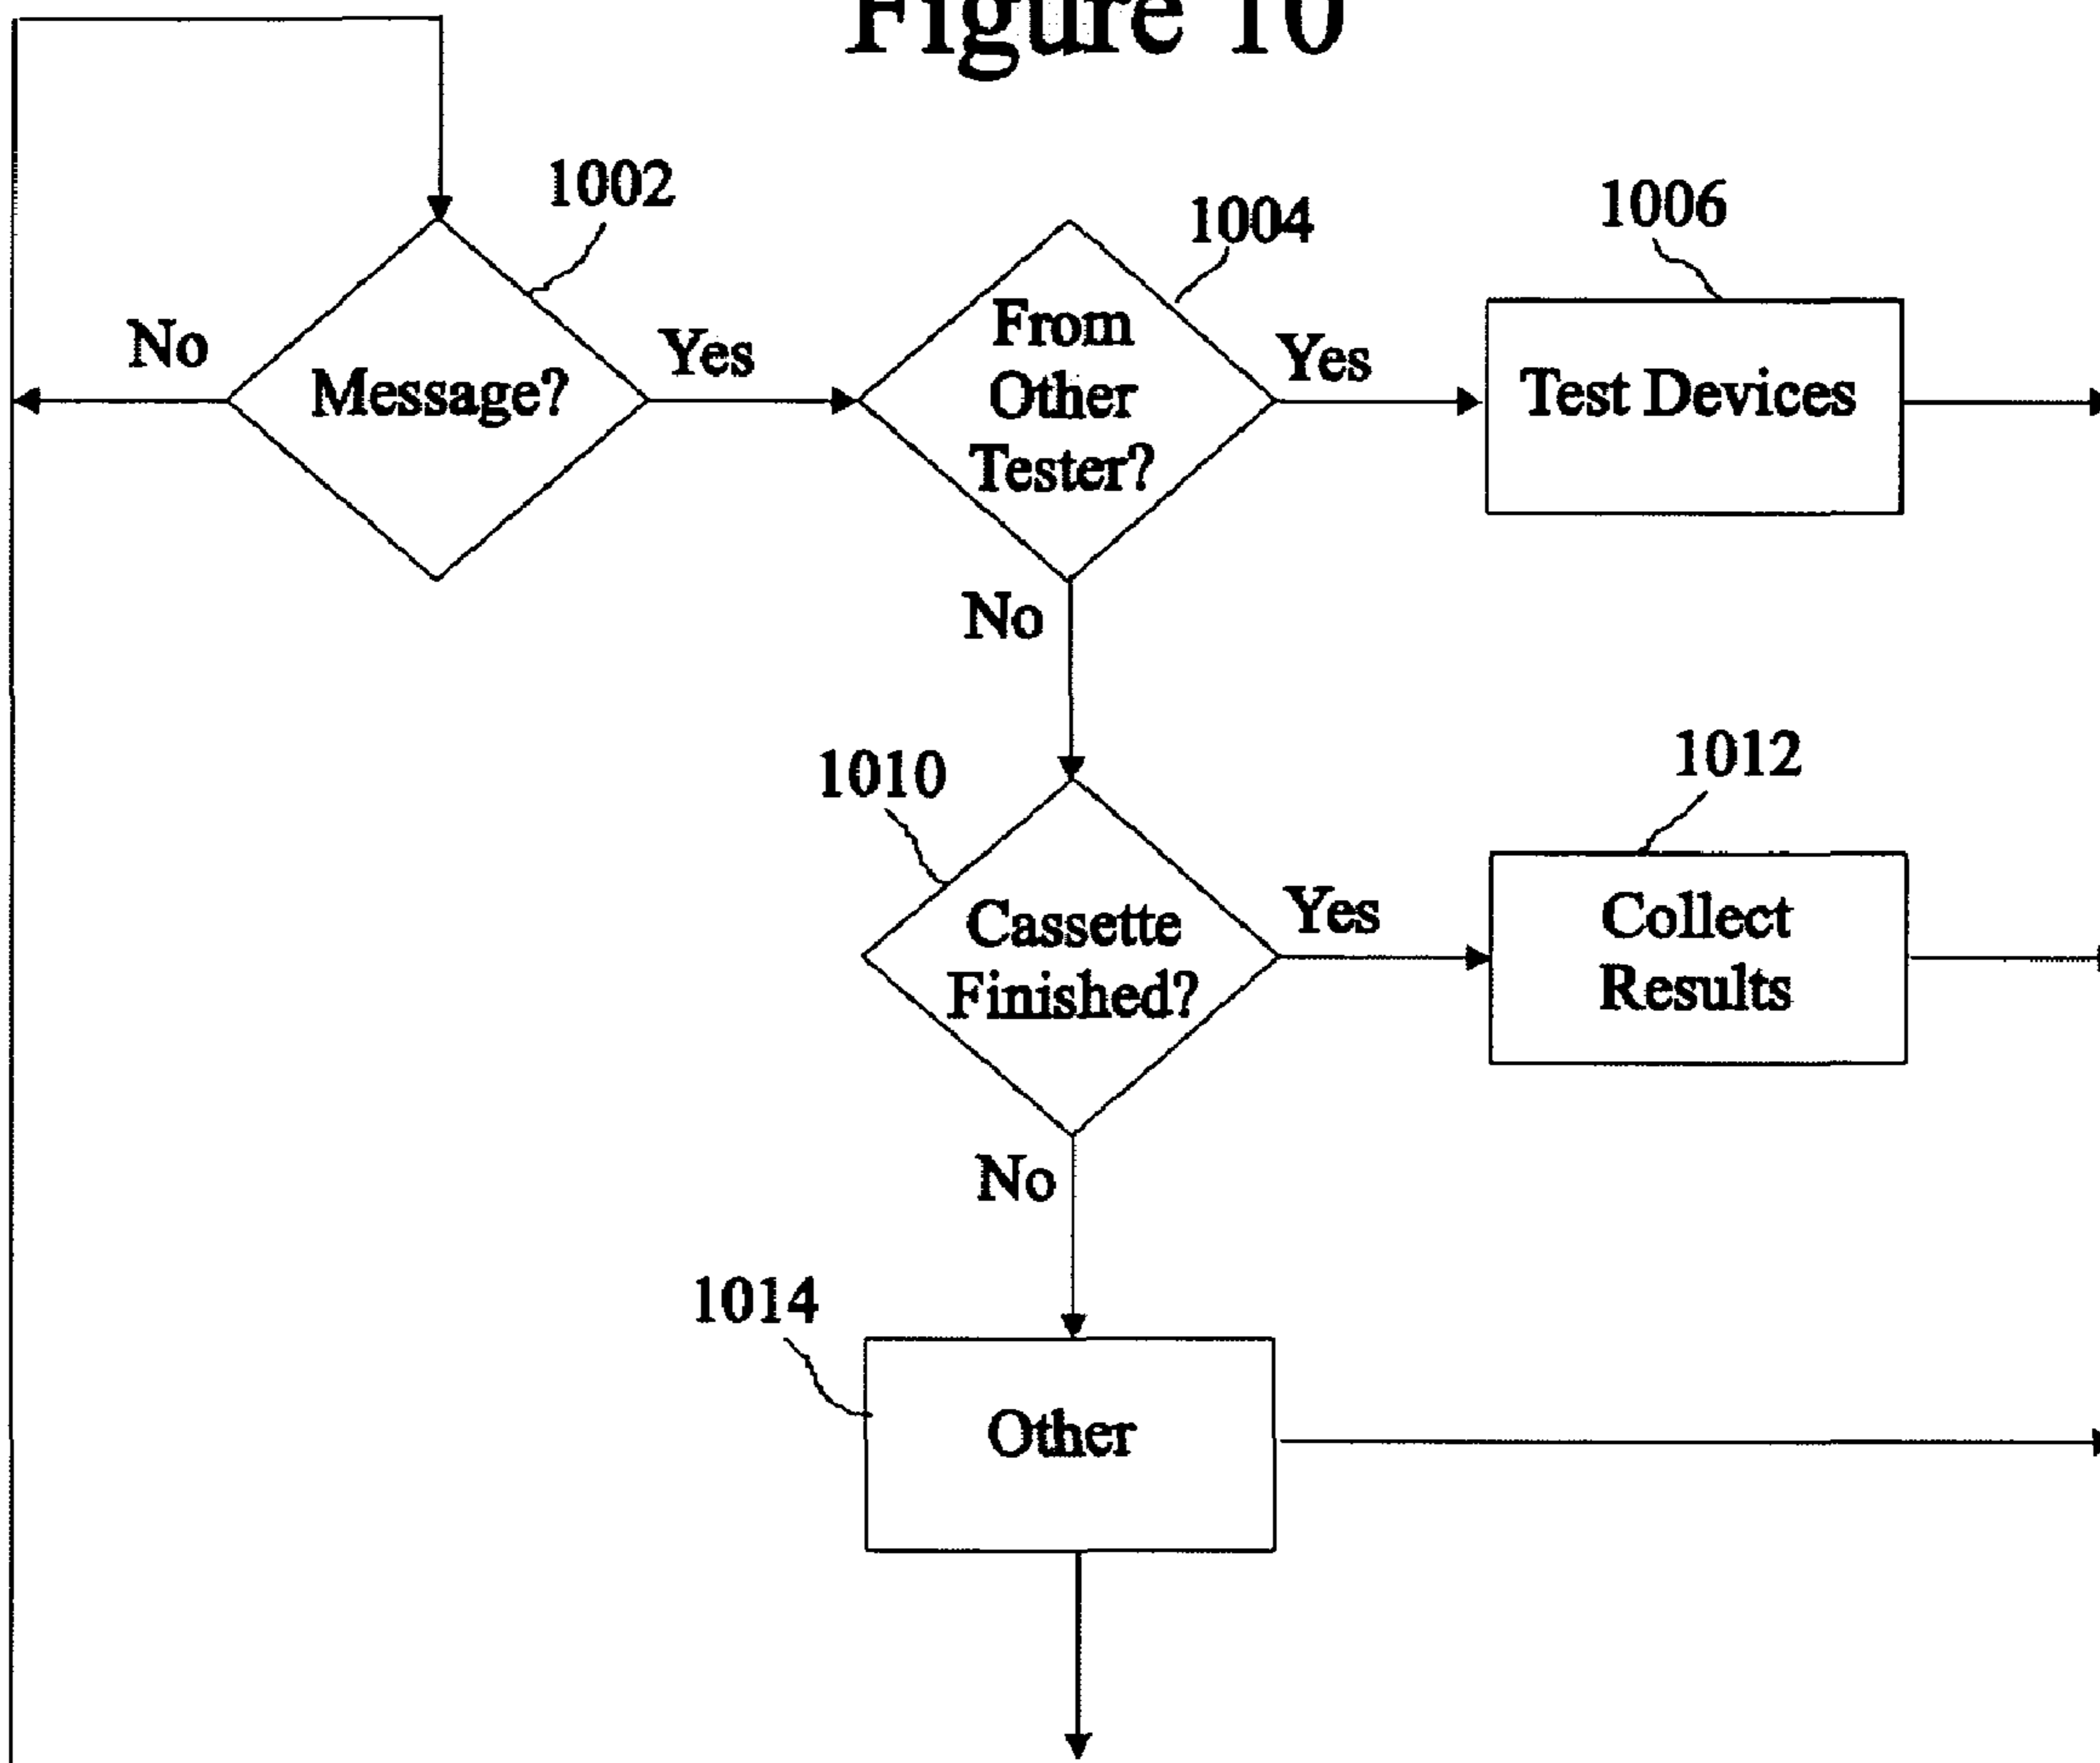 Figure 10
1002
1004
1006
No
Message?
Yes
From
Other
Tester?
Yes
Test Devices
No
1010
1012
Cassette
Finished?
Yes
Collect
Results
No
1014
Other